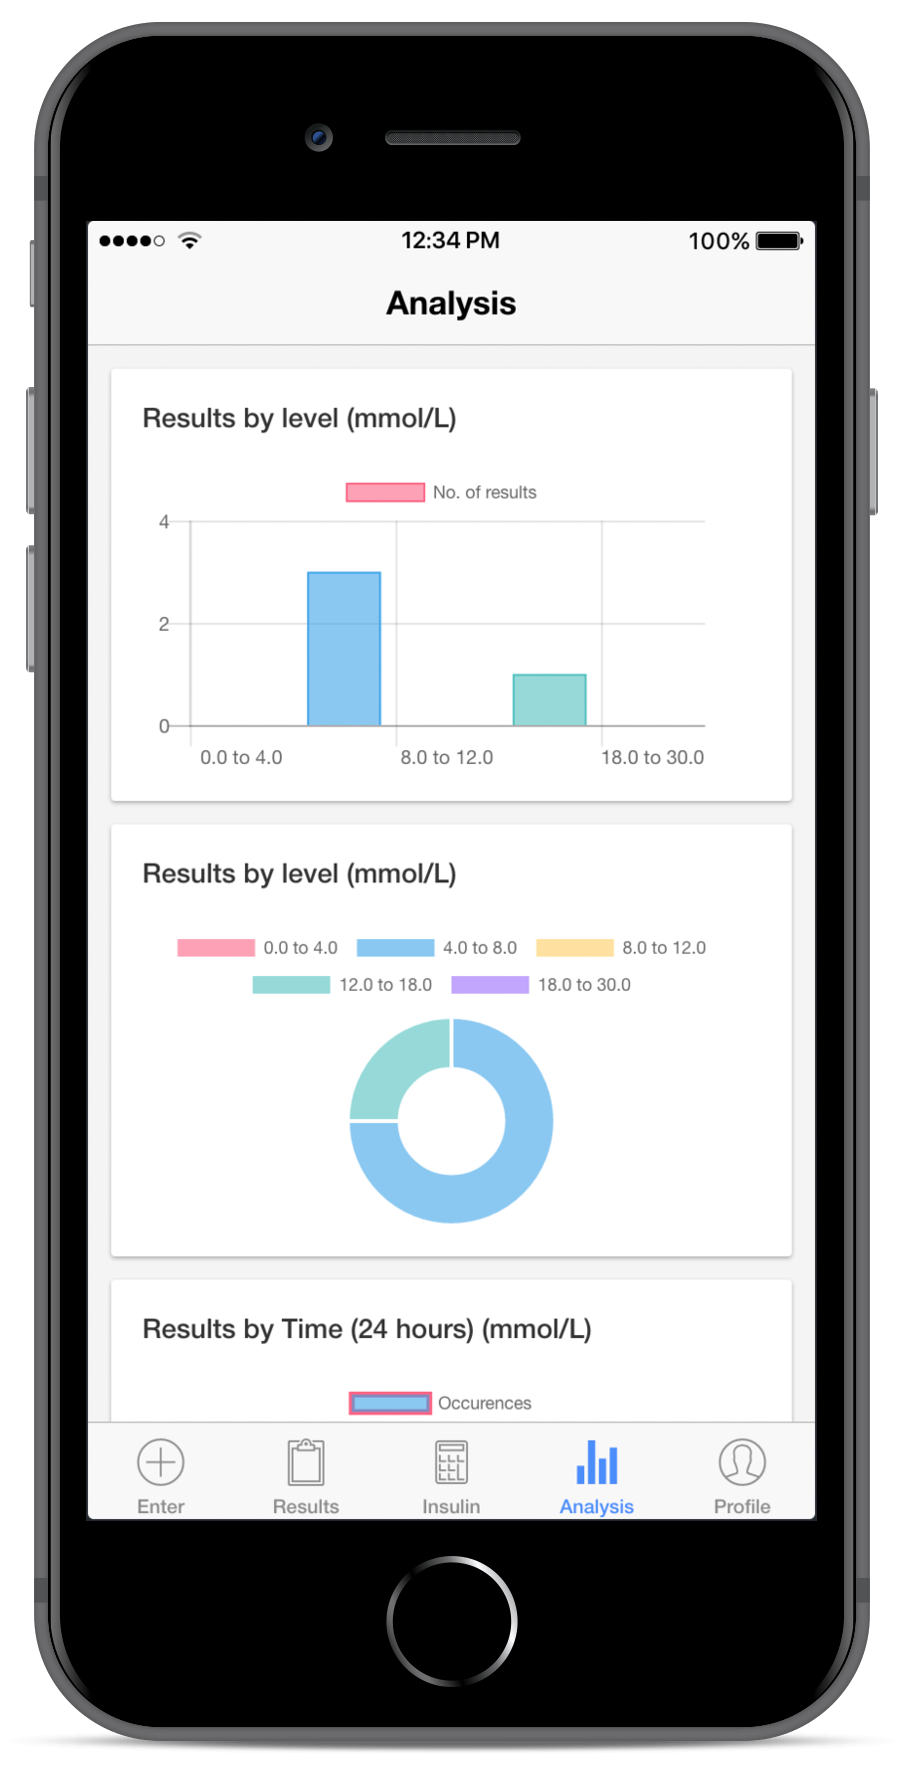 12:34 PM 100%
Analysis
Results by level (mmol/L)
No. of results
4
2
0
0.0 to 4.0 8.0 to 12.0 18.0 to 30.0
Results by level (mmol/L)
0.0 to 4.0 4.0 to 8.0 8.0 to 12.0
12.0 to 18.0 18.0 to 30.0
Results by Time (24 hours) (mmol/L)
Occurences
Enter Results Insulin Analysis Profile